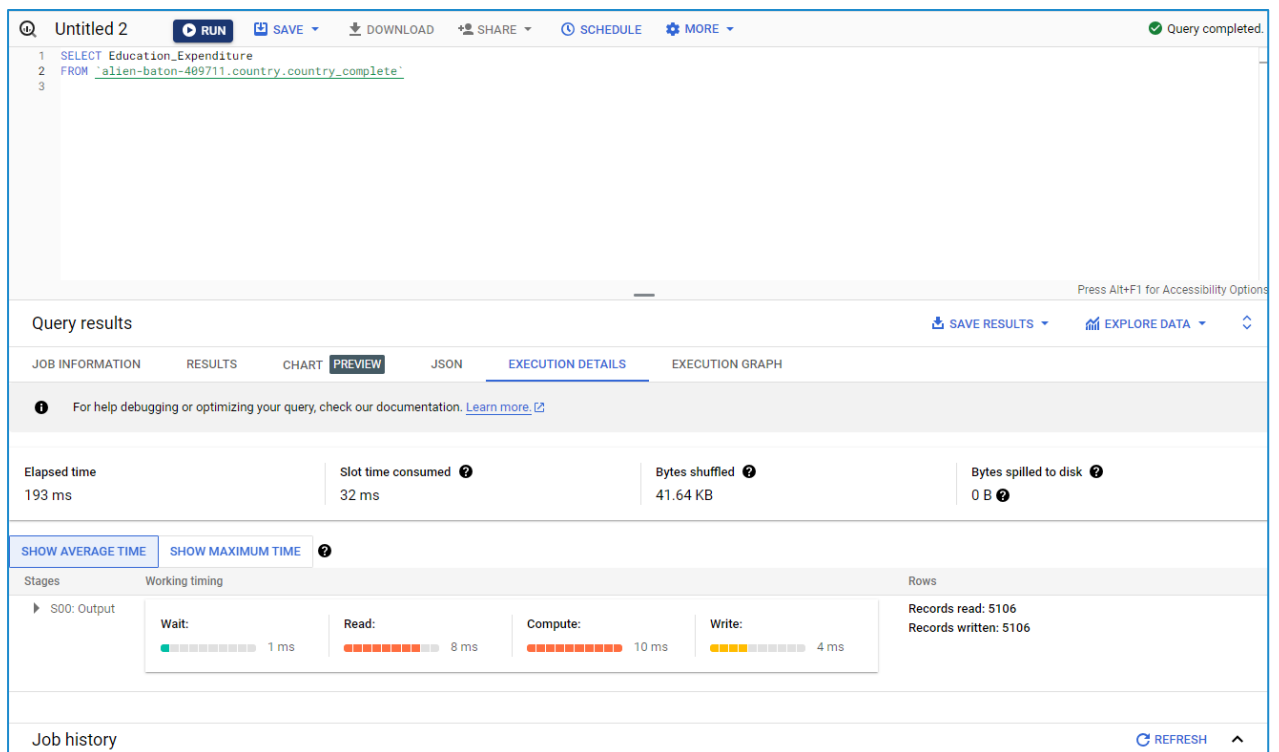 Untitled 2 RUN SAVE DOWNLOAD SHARE SCHEDULE MORE Query completed.
1 SELECT Education_Expenditure
2 FROM `alien-baton-409711.country.country_complete`
3
Press Alt+F1 for Accessibility Options
Query results SAVE RESULTS EXPLORE DATA
JOB INFORMATION RESULTS CHART PREVIEW JSON EXECUTION DETAILS EXECUTION GRAPH
For help debugging or optimizing your query, check our documentation. Learn more.
Elapsed time Slot time consumed Bytes shuffled Bytes spilled to disk
193 ms 32 ms 41.64 KB 0 B
SHOW AVERAGE TIME SHOW MAXIMUM TIME
Stages Working timing Rows
S00: Output Records read: 5106
Wait: Read: Compute: Write: Records written: 5106
1 ms 8 ms 10 ms 4 ms
Job history REFRESH